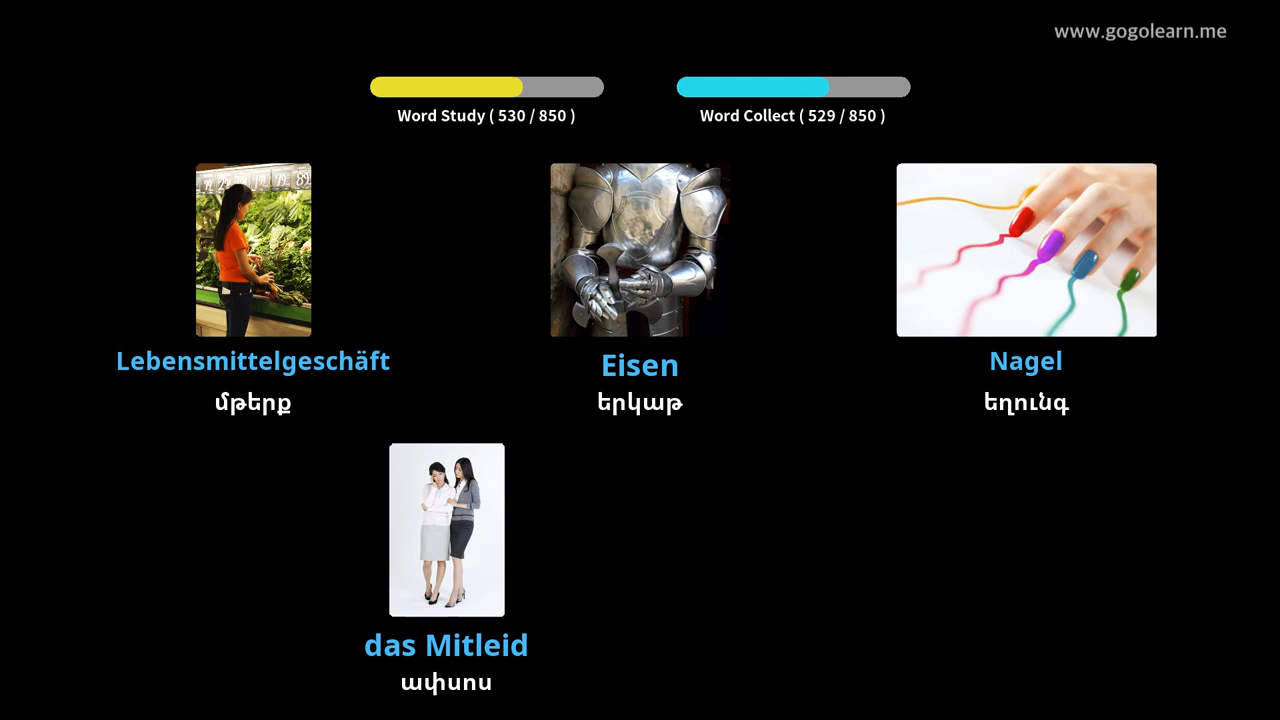 www.gogolearn.me
Word Study ( 530 / 850 )
Word Collect ( 529 / 850 )
Lebensmittelgeschäft
մթերք
Eisen
երկաթ
Nagel
եղունգ
das Mitleid
ափսոս